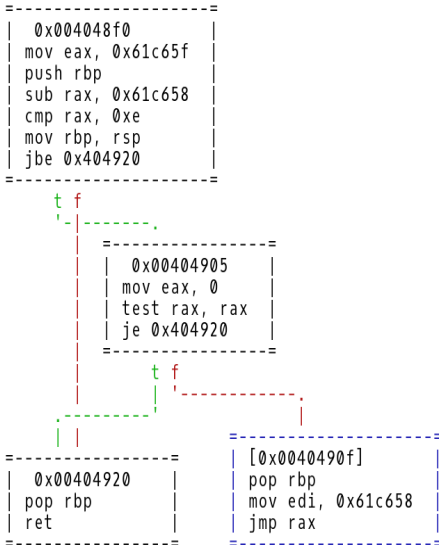 0x004048f0
mov eax, 0x61c65f
push rbp
sub rax, 0x61c658
cmp rax, 0xe
mov rbp, rsp
jbe 0x404920
t f
0x00404905
mov eax, 0
test rax, rax
je 0x404920
t f
0x00404920
pop rbp
ret
[0x0040490f]
pop rbp
mov edi, 0x61c658
jmp rax